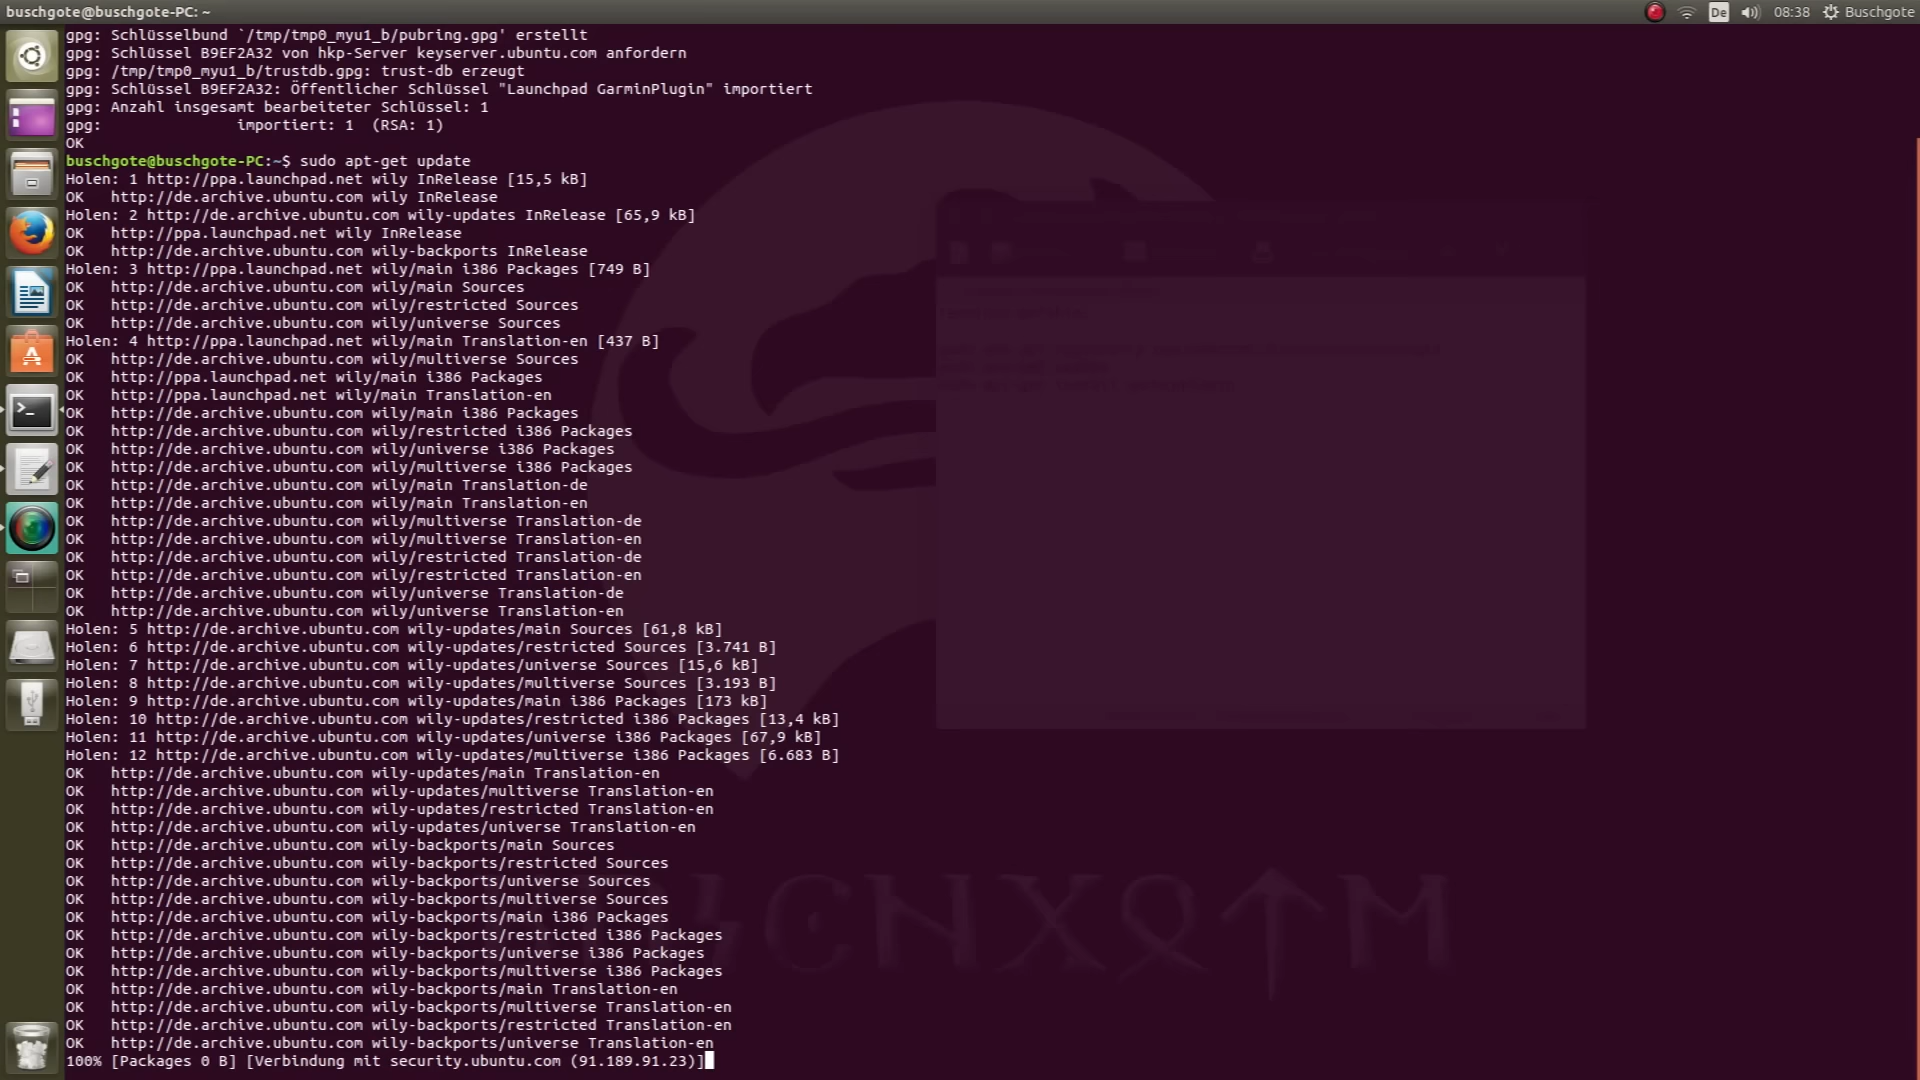 buschgote@buschgote-PC: ~
De
08:38
Buschgote
gpg: Schlüsselbund `/tmp/tmp0_myu1_b/pubring.gpg' erstellt
gpg: Schlüssel B9EF2A32 von hkp-Server keyserver.ubuntu.com anfordern
gpg: /tmp/tmp0_myu1_b/trustdb.gpg: trust-db erzeugt
gpg: Schlüssel B9EF2A32: Öffentlicher Schlüssel "Launchpad GarminPlugin" importiert
gpg: Anzahl insgesamt bearbeiteter Schlüssel: 1
gpg:               importiert: 1  (RSA: 1)
OK
buschgote@buschgote-PC:~$ sudo apt-get update
Holen: 1 http://ppa.launchpad.net wily InRelease [15,5 kB]
OK   http://de.archive.ubuntu.com wily InRelease
Holen: 2 http://de.archive.ubuntu.com wily-updates InRelease [65,9 kB]
OK   http://ppa.launchpad.net wily InRelease
OK   http://de.archive.ubuntu.com wily-backports InRelease
Holen: 3 http://ppa.launchpad.net wily/main i386 Packages [749 B]
OK   http://de.archive.ubuntu.com wily/main Sources
OK   http://de.archive.ubuntu.com wily/restricted Sources
OK   http://de.archive.ubuntu.com wily/universe Sources
Holen: 4 http://ppa.launchpad.net wily/main Translation-en [437 B]
OK   http://de.archive.ubuntu.com wily/multiverse Sources
OK   http://ppa.launchpad.net wily/main i386 Packages
OK   http://ppa.launchpad.net wily/main Translation-en
OK   http://de.archive.ubuntu.com wily/main i386 Packages
OK   http://de.archive.ubuntu.com wily/restricted i386 Packages
OK   http://de.archive.ubuntu.com wily/universe i386 Packages
OK   http://de.archive.ubuntu.com wily/multiverse i386 Packages
OK   http://de.archive.ubuntu.com wily/main Translation-de
OK   http://de.archive.ubuntu.com wily/main Translation-en
OK   http://de.archive.ubuntu.com wily/multiverse Translation-de
OK   http://de.archive.ubuntu.com wily/multiverse Translation-en
OK   http://de.archive.ubuntu.com wily/restricted Translation-de
OK   http://de.archive.ubuntu.com wily/restricted Translation-en
OK   http://de.archive.ubuntu.com wily/universe Translation-de
OK   http://de.archive.ubuntu.com wily/universe Translation-en
Holen: 5 http://de.archive.ubuntu.com wily-updates/main Sources [61,8 kB]
Holen: 6 http://de.archive.ubuntu.com wily-updates/restricted Sources [3.741 B]
Holen: 7 http://de.archive.ubuntu.com wily-updates/universe Sources [15,6 kB]
Holen: 8 http://de.archive.ubuntu.com wily-updates/multiverse Sources [3.193 B]
Holen: 9 http://de.archive.ubuntu.com wily-updates/main i386 Packages [173 kB]
Holen: 10 http://de.archive.ubuntu.com wily-updates/restricted i386 Packages [13,4 kB]
Holen: 11 http://de.archive.ubuntu.com wily-updates/universe i386 Packages [67,9 kB]
Holen: 12 http://de.archive.ubuntu.com wily-updates/multiverse i386 Packages [6.683 B]
OK   http://de.archive.ubuntu.com wily-updates/main Translation-en
OK   http://de.archive.ubuntu.com wily-updates/multiverse Translation-en
OK   http://de.archive.ubuntu.com wily-updates/restricted Translation-en
OK   http://de.archive.ubuntu.com wily-updates/universe Translation-en
OK   http://de.archive.ubuntu.com wily-backports/main Sources
OK   http://de.archive.ubuntu.com wily-backports/restricted Sources
OK   http://de.archive.ubuntu.com wily-backports/universe Sources
OK   http://de.archive.ubuntu.com wily-backports/multiverse Sources
OK   http://de.archive.ubuntu.com wily-backports/main i386 Packages
OK   http://de.archive.ubuntu.com wily-backports/restricted i386 Packages
OK   http://de.archive.ubuntu.com wily-backports/universe i386 Packages
OK   http://de.archive.ubuntu.com wily-backports/multiverse i386 Packages
OK   http://de.archive.ubuntu.com wily-backports/main Translation-en
OK   http://de.archive.ubuntu.com wily-backports/multiverse Translation-en
OK   http://de.archive.ubuntu.com wily-backports/restricted Translation-en
OK   http://de.archive.ubuntu.com wily-backports/universe Translation-en
100% [Packages 0 B] [Verbindung mit security.ubuntu.com (91.189.91.23)]